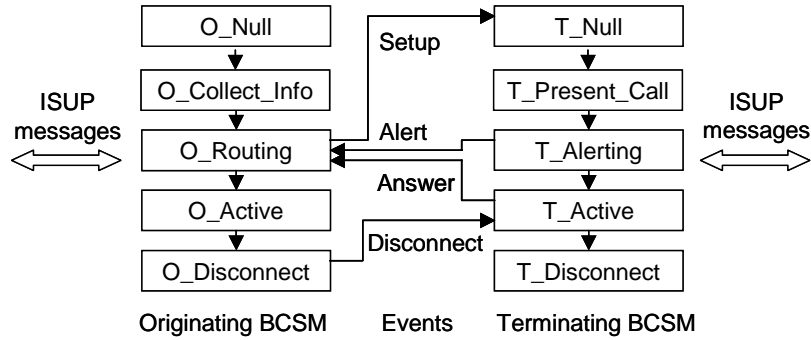 O_Null
Setup
T_Null
O_Collect_Info
T_Present_Call
ISUP
messages
ISUP
messages
Alert
O_Routing
T_Alerting
Answer
O_Active
T_Active
Disconnect
O_Disconnect
T_Disconnect
Originating BCSM
Events
Terminating BCSM